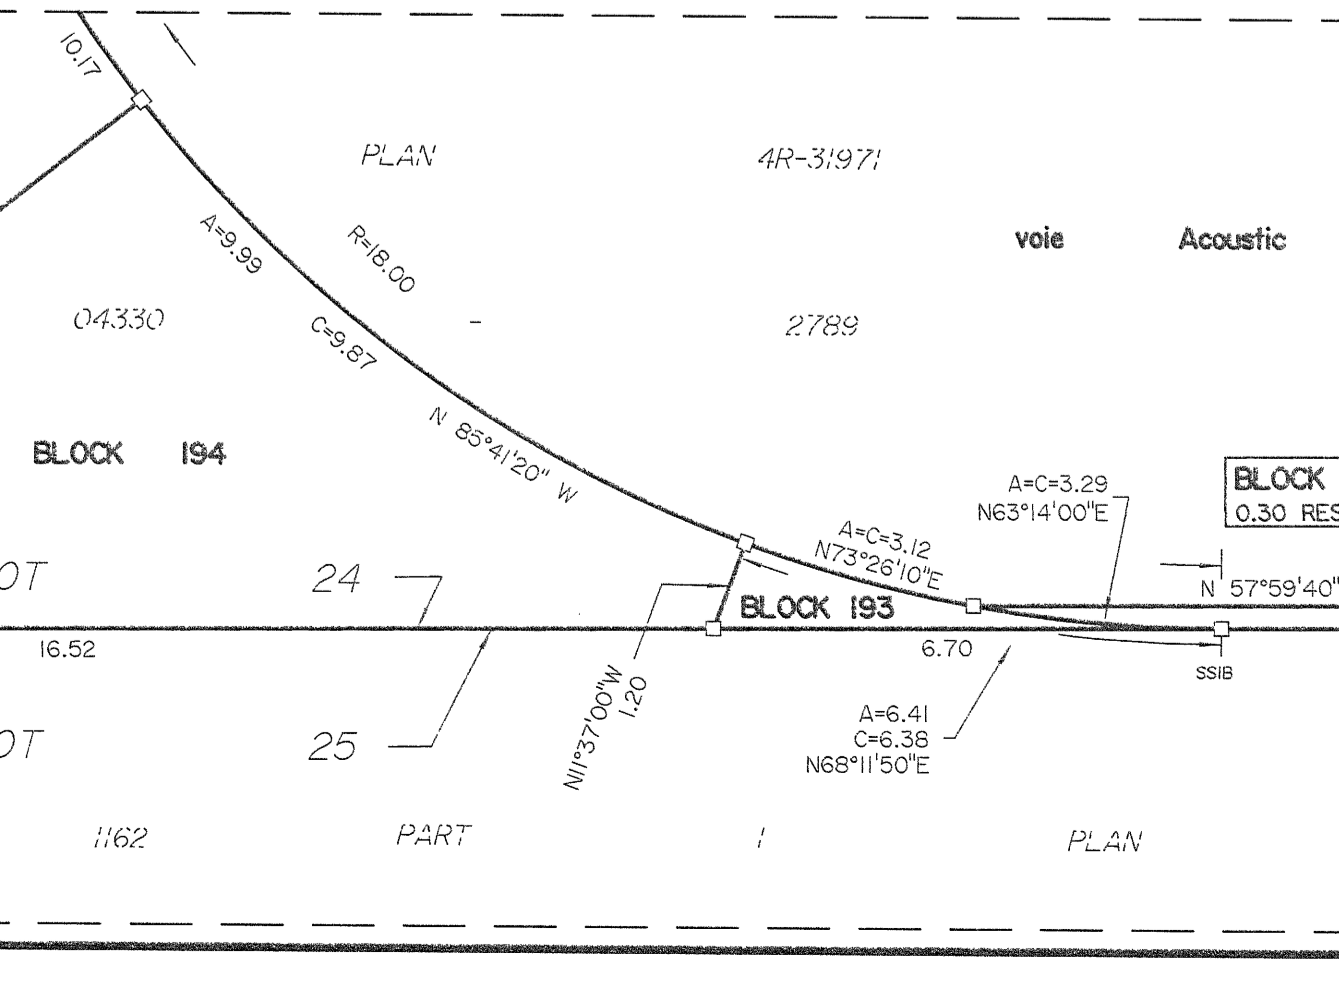 10.17
PLAN 4R-31971
A=9.99
R=18.00
voie Acoustic
04330 - 2789
C=9.87
N 85°41'20" W
BLOCK 194
A=C=3.29
N63°14'00"E
BLOCK
0.30 RES
A=C=3.12
N73°26'10"E
OT 24
N 57°59'40"
BLOCK 193
16.52
6.70
SSIB
N11°37'00"W
1.20
A=6.41
C=6.38
N68°11'50"E
OT 25
1162 PART 1 PLAN